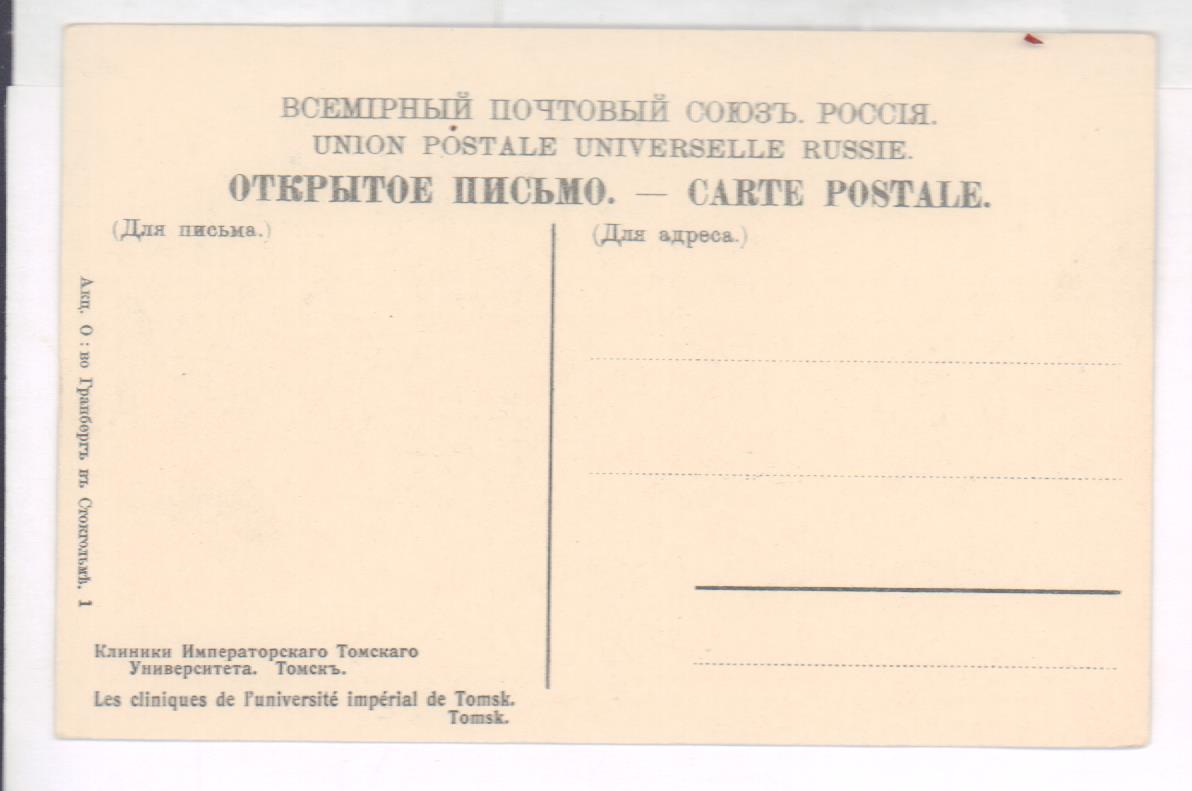 ВСЕМІРНЫЙ ПОЧТОВЫЙ СОЮЗЪ. РОССІЯ.
UNION POSTALE UNIVERSELLE RUSSIE.
ОТКРЫТОЕ ПИСЬМО. — CARTE POSTALE.
(Для письма.)
(Для адреса.)
Акц. О : во Гранбергъ въ Стокгольмѣ. 1
Клиники Императорскаго Томскаго
Университета. Томскъ.
Les cliniques de l'université impérial de Tomsk.
Tomsk.